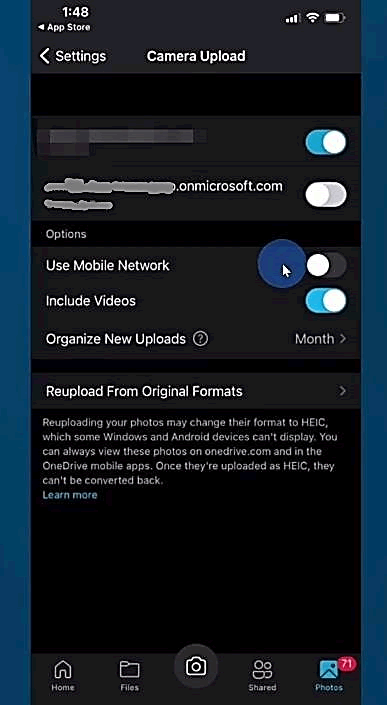 1:48
◀ App Store
Settings
Camera Upload
.onmicrosoft.com
Options
Use Mobile Network
Include Videos
Organize New Uploads ? Month
Reupload From Original Formats
Reuploading your photos may change their format to HEIC,
which some Windows and Android devices can't display. You
can always view these photos on onedrive.com and in the
OneDrive mobile apps. Once they're uploaded as HEIC, they
can't be converted back.
Learn more
71
Home Files Shared Photos